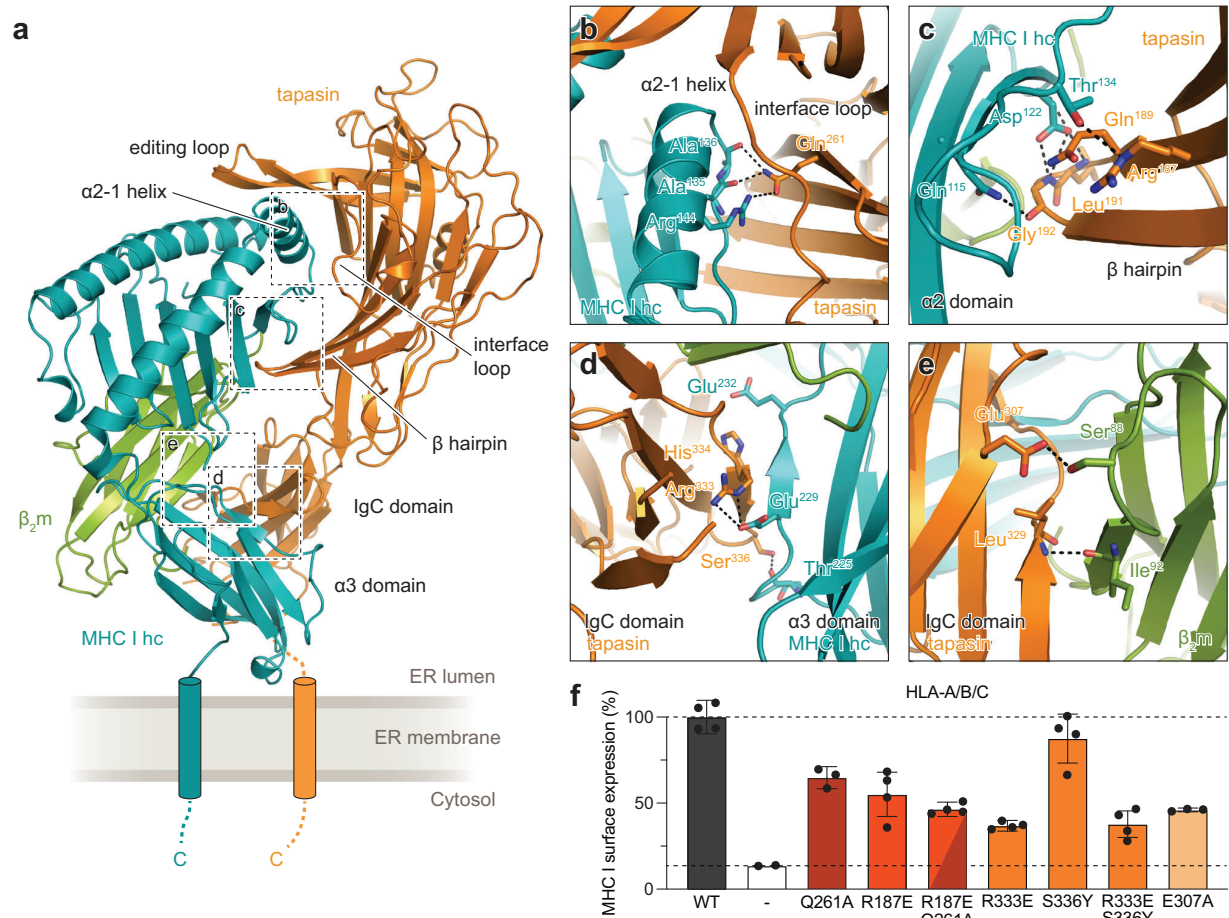 a
tapasin
editing loop
α2-1 helix
b
c
interface
loop
β hairpin
e
d
IgC domain
β₂m
α3 domain
MHC I hc
ER lumen
ER membrane
Cytosol
C
C
b
α2-1 helix
interface loop
Ala¹³⁶
Gln²⁶¹
Ala¹³⁵
Arg¹⁴⁴
MHC I hc
tapasin
c
MHC I hc
tapasin
Thr¹³⁴
Asp¹²²
Gln¹⁸⁹
Arg¹⁸⁷
Gln¹¹⁵
Leu¹⁹¹
Gly¹⁹²
β hairpin
α2 domain
d
Glu²³²
His³³⁴
Arg³³³
Glu²²⁹
Ser³³⁶
Thr²²⁵
IgC domain
tapasin
α3 domain
MHC I hc
e
Glu³⁰⁷
Ser⁸⁸
Leu³²⁹
Ile⁹²
IgC domain
tapasin
β₂m
f
HLA-A/B/C
MHC I surface expression (%)
100
50
0
WT
-
Q261A
R187E
R187E
Q261A
R333E
S336Y
R333E
S336Y
E307A